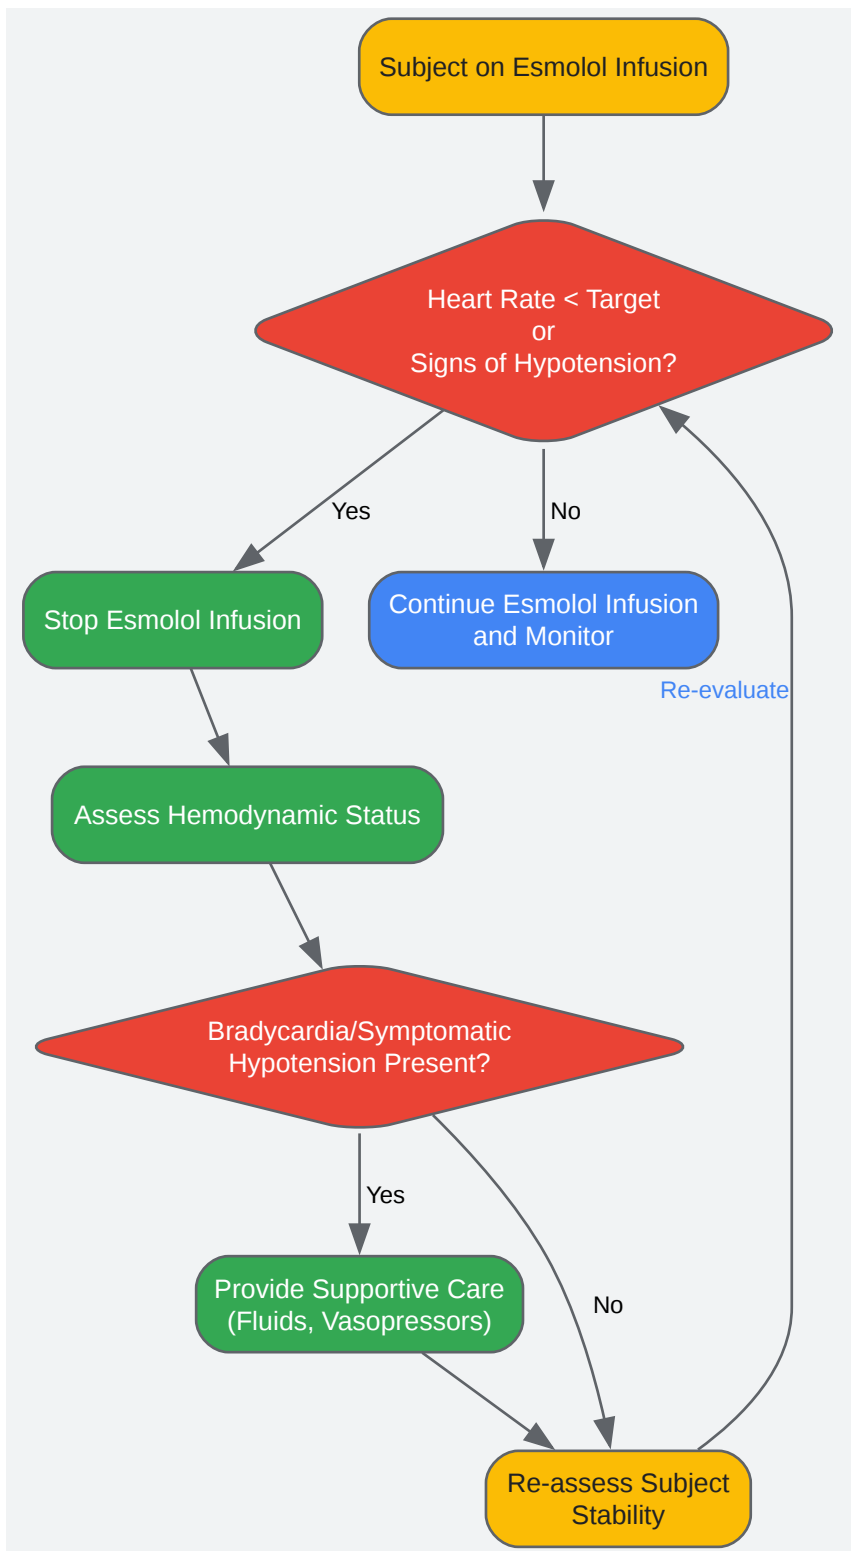 Subject on Esmolol Infusion
Heart Rate < Target
or
Signs of Hypotension?
Yes
No
Stop Esmolol Infusion
Continue Esmolol Infusion
and Monitor
Re-evaluate
Assess Hemodynamic Status
Bradycardia/Symptomatic
Hypotension Present?
Yes
Provide Supportive Care
(Fluids, Vasopressors)
No
Re-assess Subject
Stability